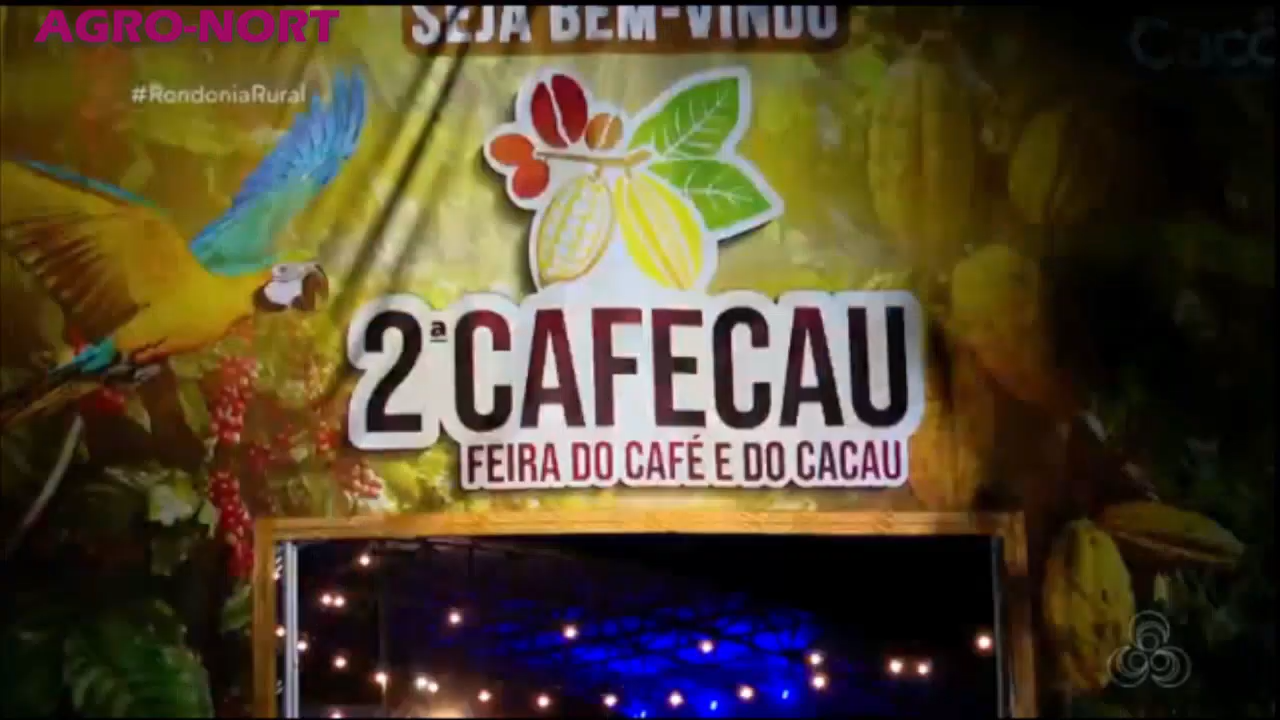 AGRO-NORT
SEJA BEM-VINDO
#RondoniaRural
2ª CAFECAU
FEIRA DO CAFÉ E DO CACAU